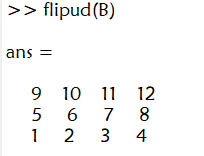 >> flipud(B)
ans =
9 10 11 12
5 6 7 8
1 2 3 4